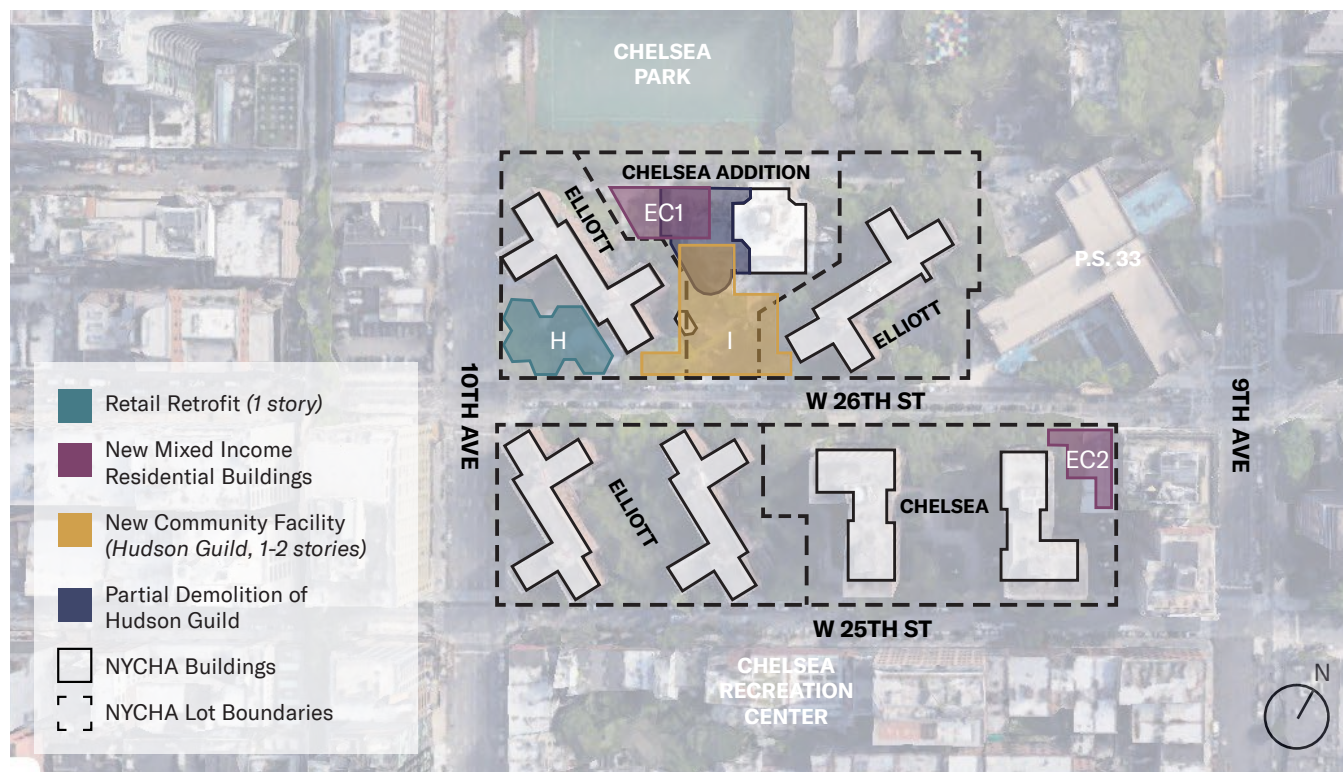 CHELSEA
PARK
CHELSEA ADDITION
ELLIOTT
EC1
P.S. 33
H
I
ELLIOTT
10TH AVE
W 26TH ST
9TH AVE
EC2
ELLIOTT
CHELSEA
W 25TH ST
CHELSEA
RECREATION
CENTER
N
Retail Retrofit (1 story)
New Mixed Income
Residential Buildings
New Community Facility
(Hudson Guild, 1-2 stories)
Partial Demolition of
Hudson Guild
NYCHA Buildings
NYCHA Lot Boundaries